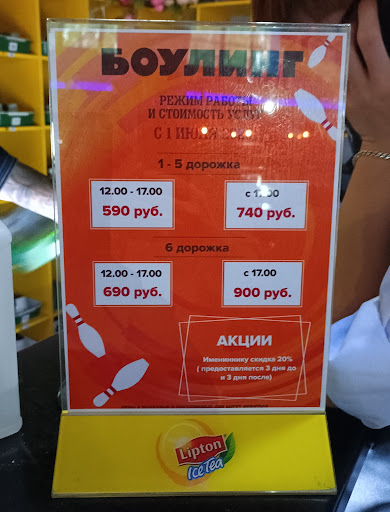 БОУЛИНГ
РЕЖИМ РАБОТЫ
И СТОИМОСТЬ УСЛУГ
С 1 ИЮНЯ
1 - 5 дорожка
12.00 - 17.00
590 руб.
с 17.00
740 руб.
6 дорожка
12.00 - 17.00
690 руб.
с 17.00
900 руб.
АКЦИИ
Имениннику скидка 20%
( предоставляется 3 дня до
и 3 дня после)
Lipton
Ice Tea